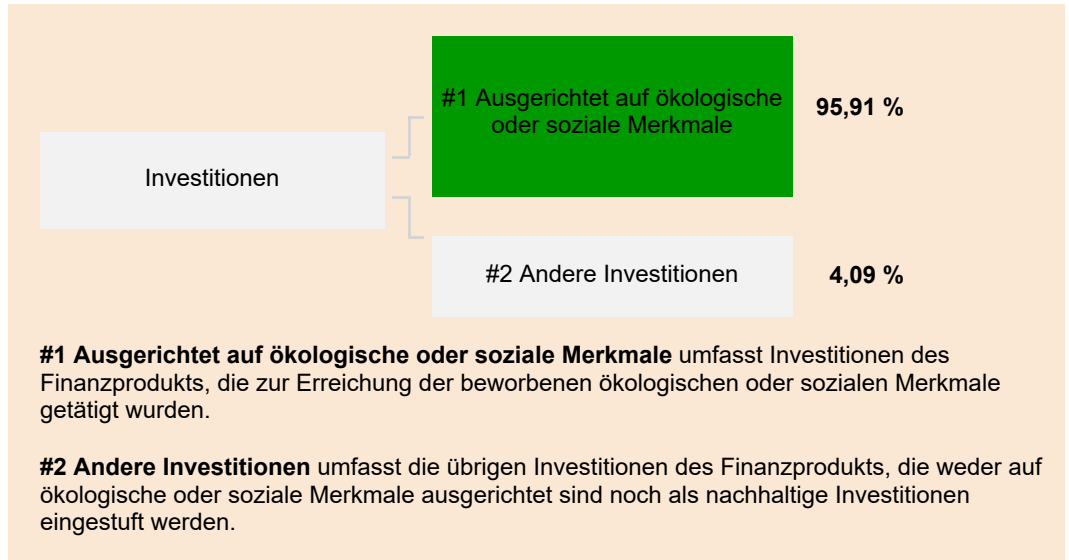 #1 Ausgerichtet auf ökologische
oder soziale Merkmale
95,91 %
Investitionen
#2 Andere Investitionen
4,09 %
#1 Ausgerichtet auf ökologische oder soziale Merkmale umfasst Investitionen des
Finanzprodukts, die zur Erreichung der beworbenen ökologischen oder sozialen Merkmale
getätigt wurden.
#2 Andere Investitionen umfasst die übrigen Investitionen des Finanzprodukts, die weder auf
ökologische oder soziale Merkmale ausgerichtet sind noch als nachhaltige Investitionen
eingestuft werden.